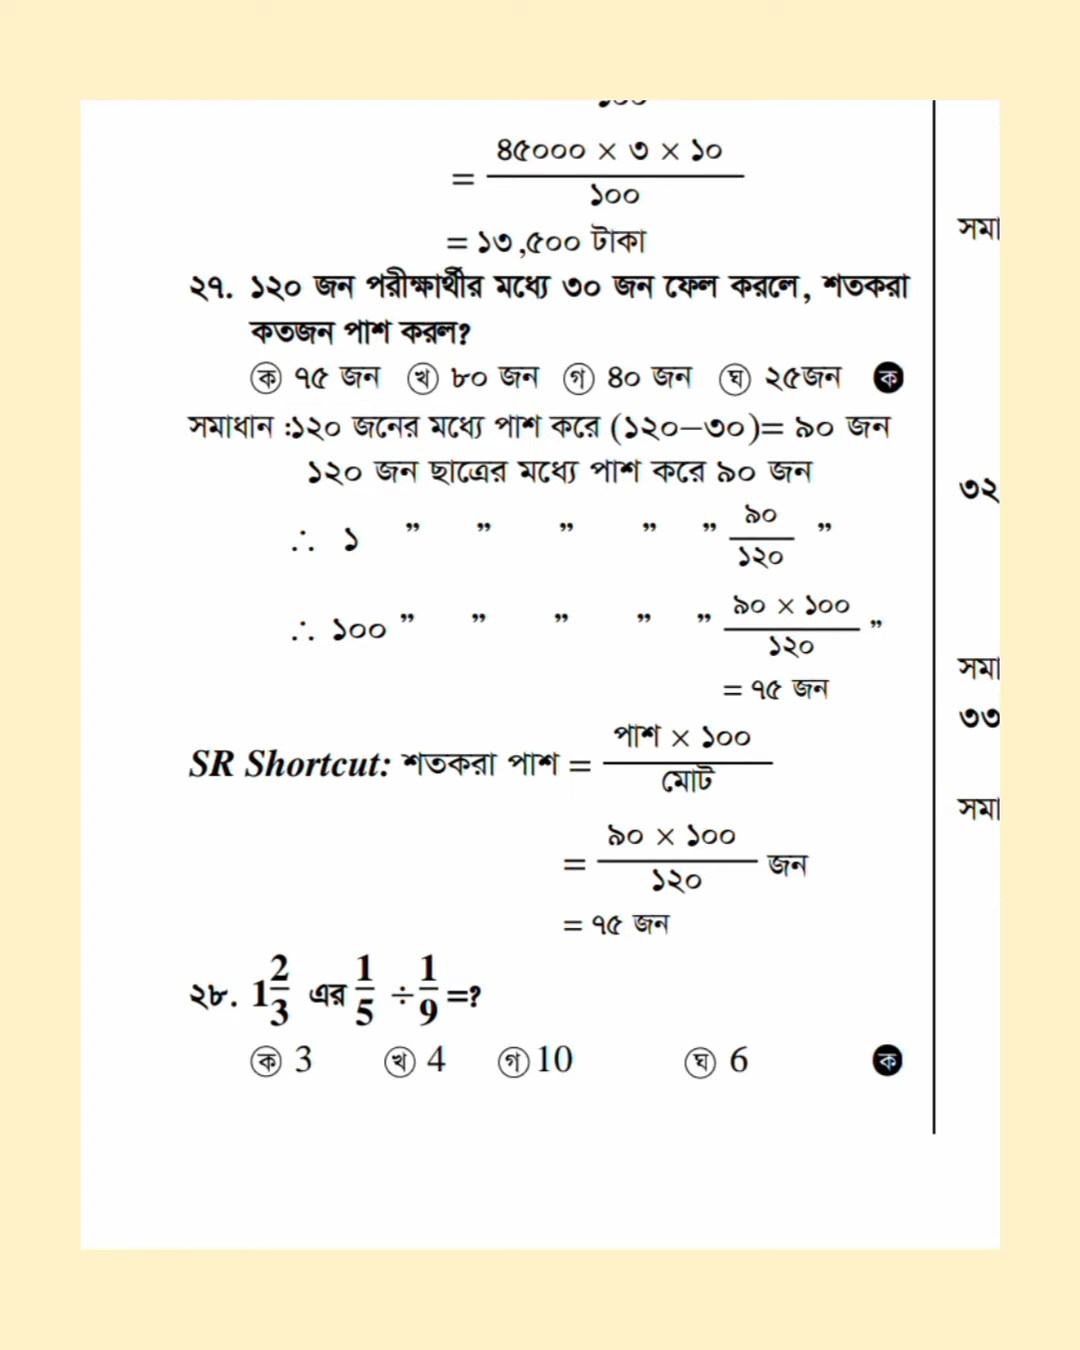 = ৪৫০০০ × ৩ × ১০ / ১০০
= ১৩,৫০০ টাকা
২৭. ১২০ জন পরীক্ষার্থীর মধ্যে ৩০ জন ফেল করলে, শতকরা
কতজন পাশ করল?
ক ৭৫ জন খ ৮০ জন গ ৪০ জন ঘ ২৫জন ক
সমাধান :১২০ জনের মধ্যে পাশ করে (১২০–৩০)= ৯০ জন
১২০ জন ছাত্রের মধ্যে পাশ করে ৯০ জন
∴ ১ ” ” ” ” ” ৯০ / ১২০ ”
∴ ১০০ ” ” ” ” ” ৯০ × ১০০ / ১২০ ”
= ৭৫ জন
SR Shortcut: শতকরা পাশ = পাশ × ১০০ / মোট
= ৯০ × ১০০ / ১২০ জন
= ৭৫ জন
২৮. 1 2/3 এর 1/5 ÷ 1/9 =?
ক 3 খ 4 গ 10 ঘ 6 ক
সমা
৩২
সমা
৩৩
সমা